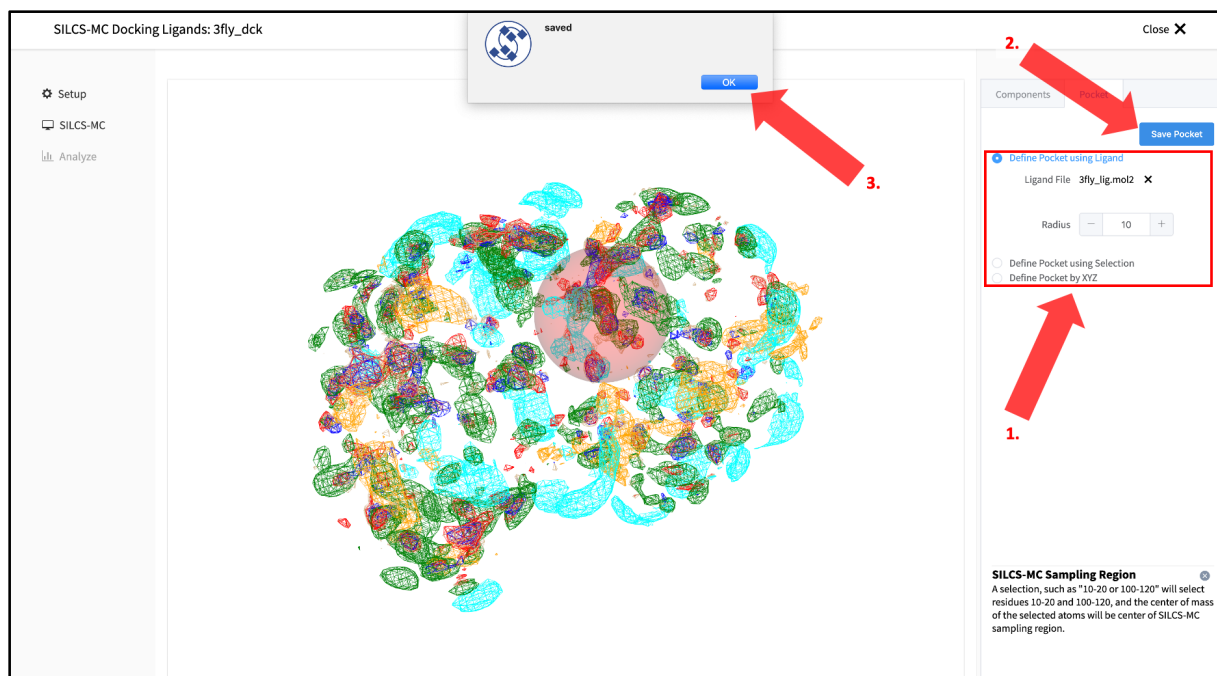 SILCS-MC Docking Ligands: 3fly_dck
saved
OK
Close ✕
2.
3.
Setup
SILCS-MC
Analyze
Components Pocket
Save Pocket
Define Pocket using Ligand
Ligand File 3fly_lig.mol2 ✕
Radius − 10 +
Define Pocket using Selection
Define Pocket by XYZ
1.
SILCS-MC Sampling Region
A selection, such as "10-20 or 100-120" will select
residues 10-20 and 100-120, and the center of mass
of the selected atoms will be center of SILCS-MC
sampling region.